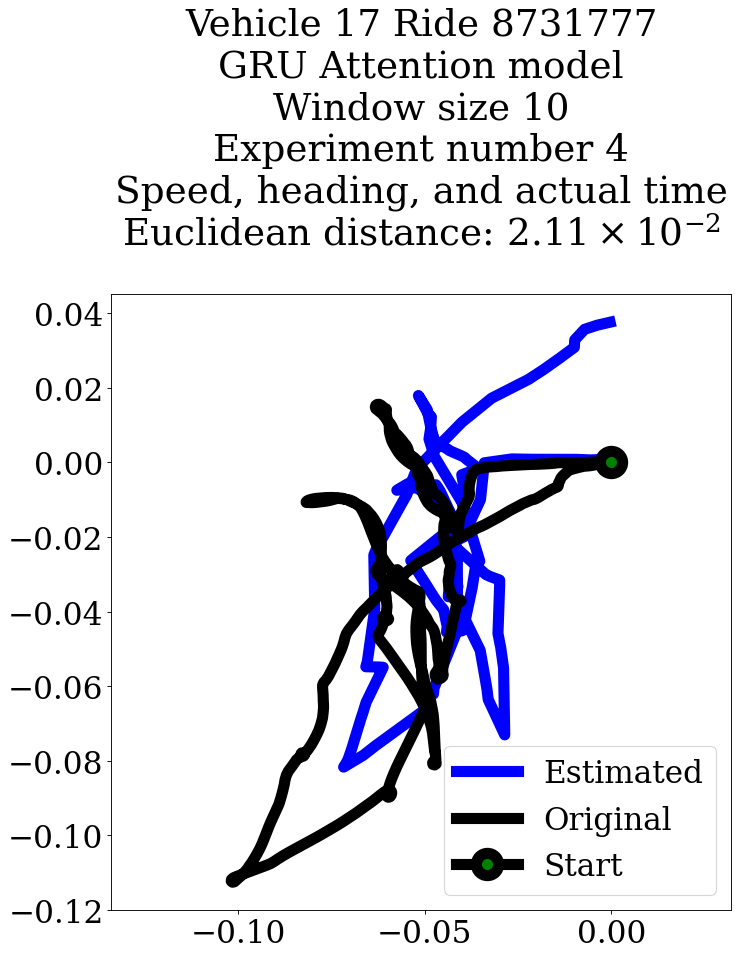 Vehicle 17 Ride 8731777
GRU Attention model
Window size 10
Experiment number 4
Speed, heading, and actual time
Euclidean distance: 2.11 × 10⁻²
0.04
0.02
0.00
−0.02
−0.04
−0.06
−0.08
−0.10
−0.12
Estimated
Original
Start
−0.10
−0.05
0.00